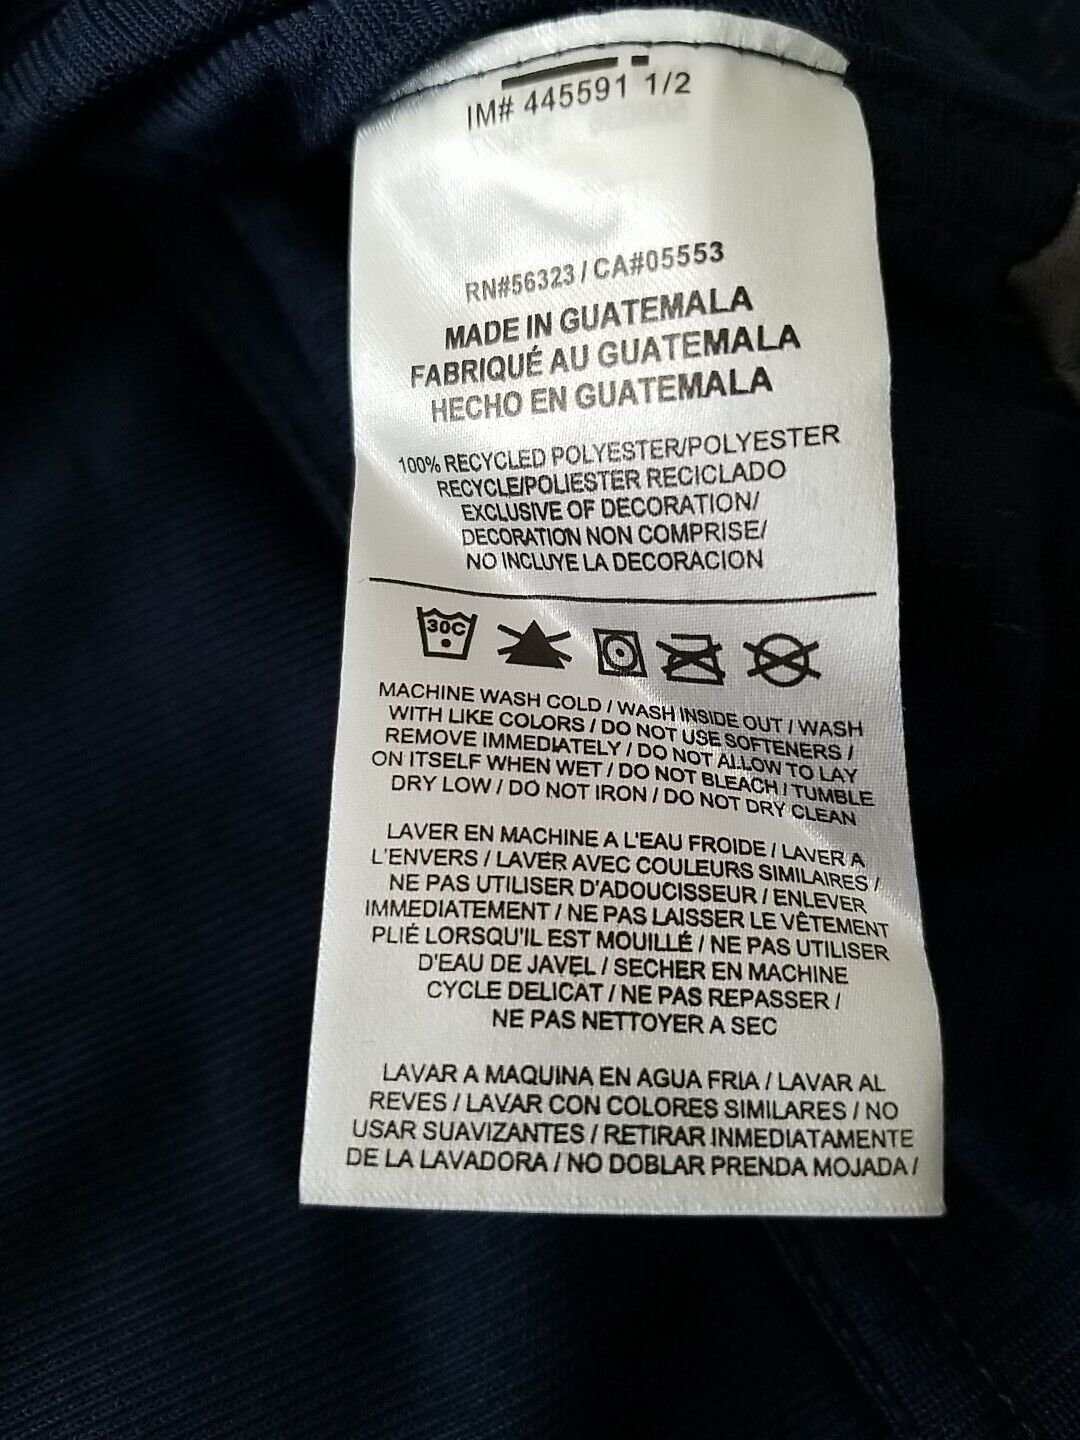 IM# 445591 1/2
RN#56323 / CA#05553
MADE IN GUATEMALA
FABRIQUÉ AU GUATEMALA
HECHO EN GUATEMALA
100% RECYCLED POLYESTER/POLYESTER
RECYCLE/POLIESTER RECICLADO
EXCLUSIVE OF DECORATION/
DECORATION NON COMPRISE/
NO INCLUYE LA DECORACION
30C
MACHINE WASH COLD / WASH INSIDE OUT / WASH
WITH LIKE COLORS / DO NOT USE SOFTENERS /
REMOVE IMMEDIATELY / DO NOT ALLOW TO LAY
ON ITSELF WHEN WET / DO NOT BLEACH / TUMBLE
DRY LOW / DO NOT IRON / DO NOT DRY CLEAN
LAVER EN MACHINE A L'EAU FROIDE / LAVER A
L'ENVERS / LAVER AVEC COULEURS SIMILAIRES /
NE PAS UTILISER D'ADOUCISSEUR / ENLEVER
IMMEDIATEMENT / NE PAS LAISSER LE VÊTEMENT
PLIÉ LORSQU'IL EST MOUILLÉ / NE PAS UTILISER
D'EAU DE JAVEL / SECHER EN MACHINE
CYCLE DELICAT / NE PAS REPASSER /
NE PAS NETTOYER A SEC
LAVAR A MAQUINA EN AGUA FRIA / LAVAR AL
REVES / LAVAR CON COLORES SIMILARES / NO
USAR SUAVIZANTES / RETIRAR INMEDIATAMENTE
DE LA LAVADORA / NO DOBLAR PRENDA MOJADA /